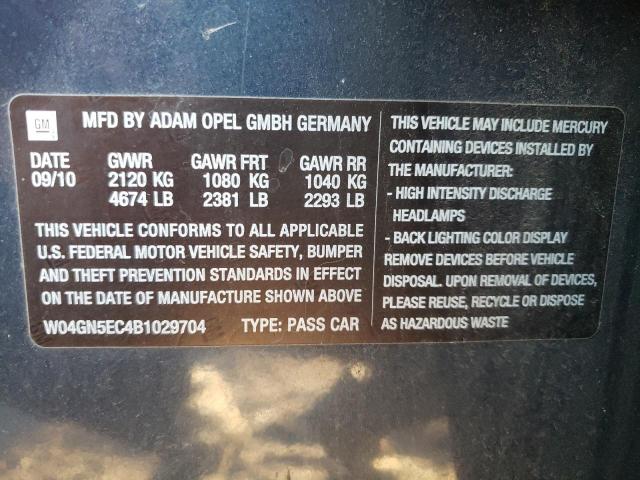 GM
MFD BY ADAM OPEL GMBH GERMANY
DATE GVWR GAWR FRT GAWR RR
09/10 2120 KG 1080 KG 1040 KG
4674 LB 2381 LB 2293 LB
THIS VEHICLE CONFORMS TO ALL APPLICABLE
U.S. FEDERAL MOTOR VEHICLE SAFETY, BUMPER
AND THEFT PREVENTION STANDARDS IN EFFECT
ON THE DATE OF MANUFACTURE SHOWN ABOVE
W04GN5EC4B1029704 TYPE: PASS CAR
THIS VEHICLE MAY INCLUDE MERCURY
CONTAINING DEVICES INSTALLED BY
THE MANUFACTURER:
- HIGH INTENSITY DISCHARGE
HEADLAMPS
- BACK LIGHTING COLOR DISPLAY
REMOVE DEVICES BEFORE VEHICLE
DISPOSAL. UPON REMOVAL OF DEVICES,
PLEASE REUSE, RECYCLE OR DISPOSE
AS HAZARDOUS WASTE